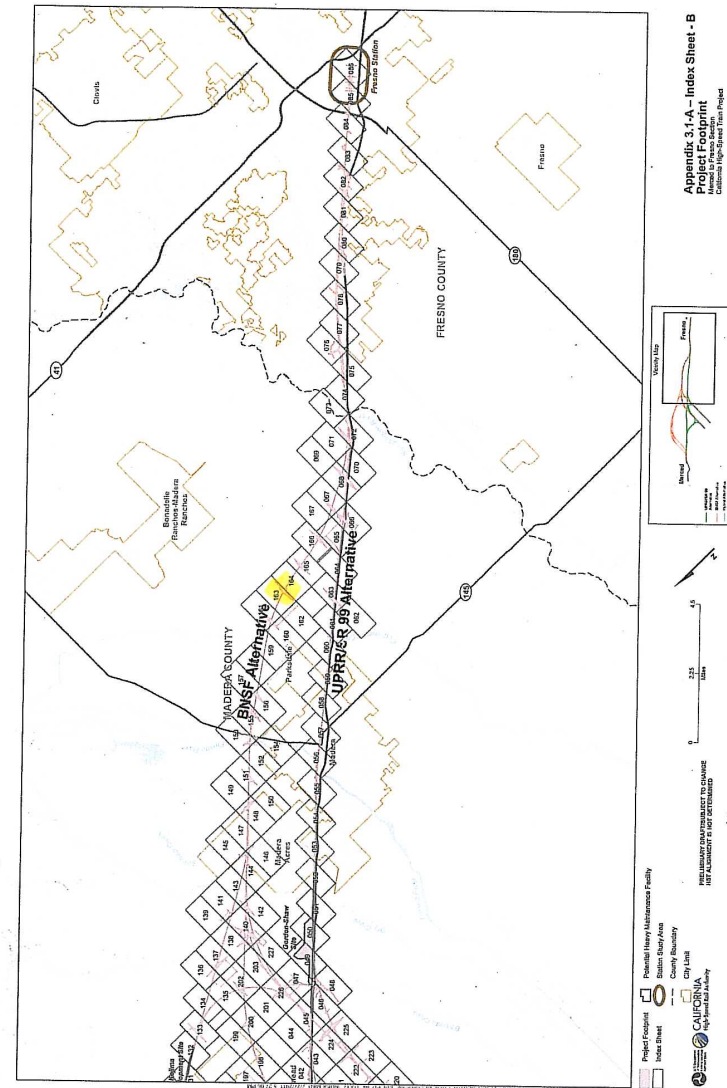 Appendix 3.1-A – Index Sheet - B
Project Footprint
Merced to Fresno Section
California High-Speed Train Project
Clovis
Fresno Station
41
Bonadelle
Ranchos-Madera
Ranchos
Fresno
FRESNO COUNTY
180
MADERA COUNTY
BNSF Alternative
UPRR/SR 99 Alternative
145
Parksdale
Madera
Madera
Acres
Gordon-Shaw
Site
086
085
084
083
082
081
080
079
078
077
076
075
074
073
072
071
070
069
068
067
066
065
064
063
062
061
060
059
058
057
056
055
054
053
167
166
165
164
163
162
160
159
157
156
155
154
152
151
150
149
148
147
146
145
144
143
142
141
140
139
138
137
136
135
134
133
132
227
226
225
224
223
222
203
202
201
200
199
198
197
049
048
047
046
045
044
043
042
Vicinity Map
Merced
Fresno
N
0 2.25 4.5
Miles
PRELIMINARY DRAFT/SUBJECT TO CHANGE
HST ALIGNMENT IS NOT DETERMINED
Project Footprint
Index Sheet
Potential Heavy Maintenance Facility
Station Study Area
County Boundary
City Limit
CALIFORNIA
High-Speed Rail Authority